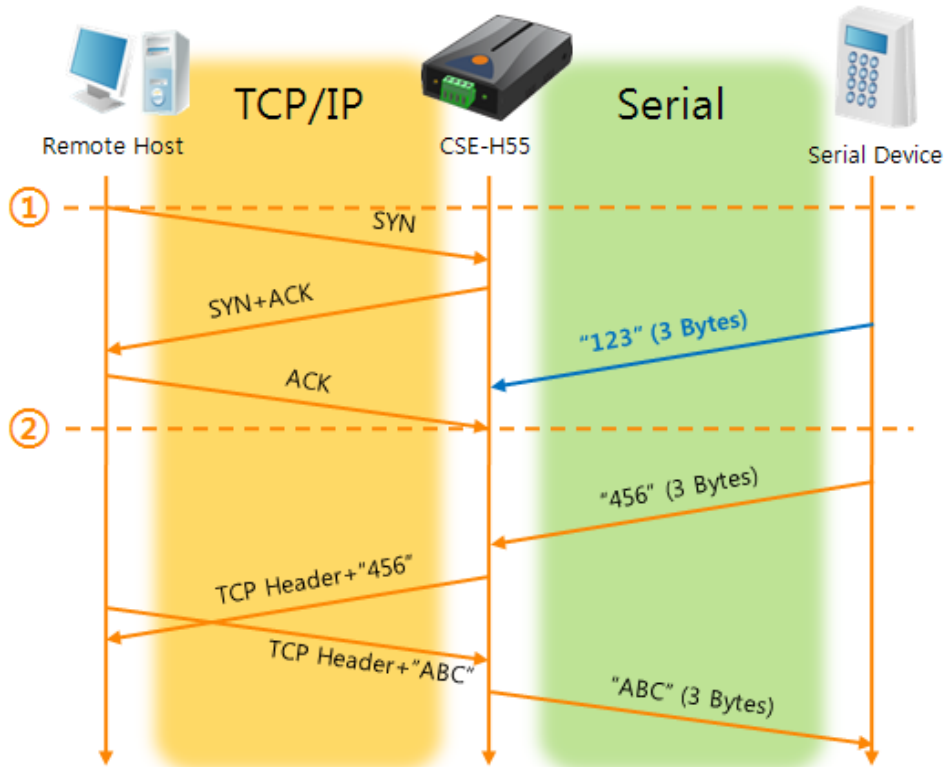 TCP/IP
Serial
Remote Host
CSE-H55
Serial Device
①
SYN
SYN+ACK
“123” (3 Bytes)
ACK
②
“456” (3 Bytes)
TCP Header+“456”
TCP Header+“ABC”
“ABC” (3 Bytes)